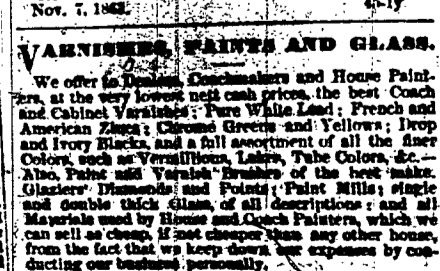 Nov. 7, 4t-ly
VARNISHES, PAINTS AND GLASS.
We offer to Dealers, Coachmakers and House Paint-
ers, at the very lowest nett cash prices, the best Coach
and Cabinet Varnishes; Pure White Lead; French and
American Zincs; Chrome Greens and Yellows; Drop
and Ivory Blacks, and a full assortment of all the finer
Colors, such as Vermillions, Lakes, Tube Colors, &c.—
Also, Paint and Varnish Brushes of the best make.
Glaziers' Diamonds and Points; Paint Mills; single
and double thick Glass, of all descriptions; and all
Materials used by House and Coach Painters, which we
can sell as cheap, if not cheaper than any other house,
from the fact that we keep down our expenses by con-
ducting our business personally.